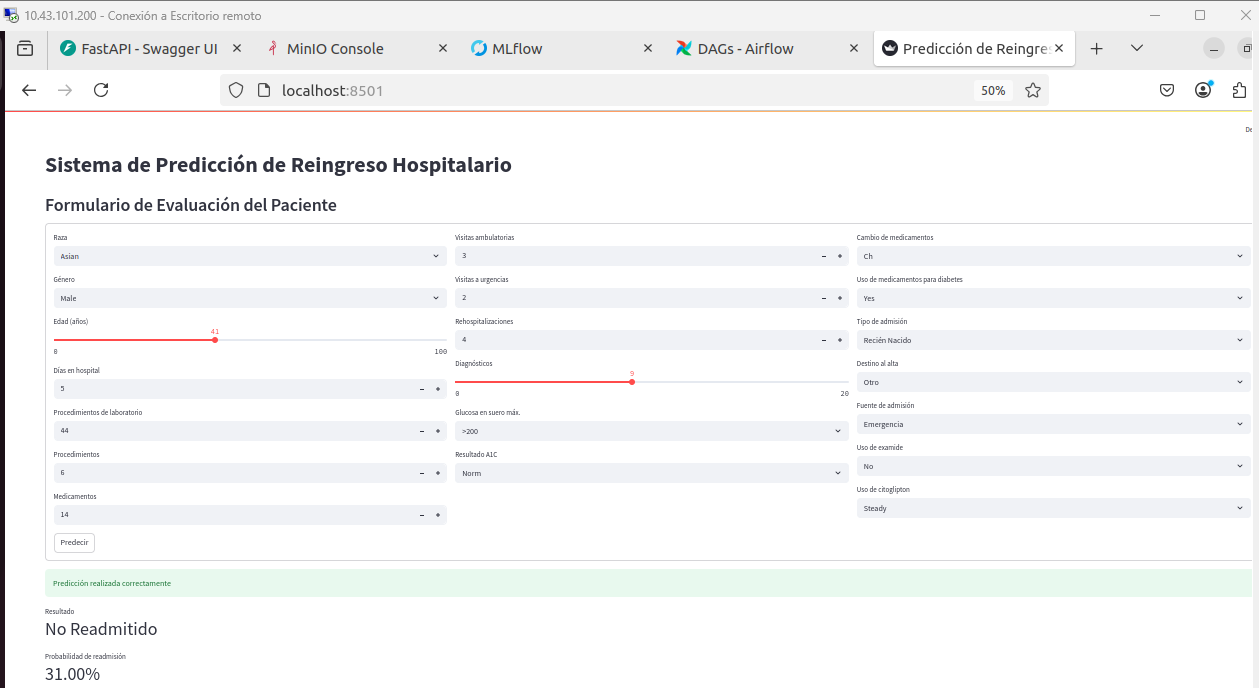 10.43.101.200 - Conexión a Escritorio remoto
FastAPI - Swagger UI
MinIO Console
MLflow
DAGs - Airflow
Predicción de Reingre
localhost:8501
50%
De
Sistema de Predicción de Reingreso Hospitalario
Formulario de Evaluación del Paciente
Raza
Asian
Género
Male
Edad (años)
41
0 100
Días en hospital
5
Procedimientos de laboratorio
44
Procedimientos
6
Medicamentos
14
Predecir
Visitas ambulatorias
3
Visitas a urgencias
2
Rehospitalizaciones
4
Diagnósticos
9
0 20
Glucosa en suero máx.
>200
Resultado A1C
Norm
Cambio de medicamentos
Ch
Uso de medicamentos para diabetes
Yes
Tipo de admisión
Recién Nacido
Destino al alta
Otro
Fuente de admisión
Emergencia
Uso de examide
No
Uso de citoglipton
Steady
Predicción realizada correctamente
Resultado
No Readmitido
Probabilidad de readmisión
31.00%